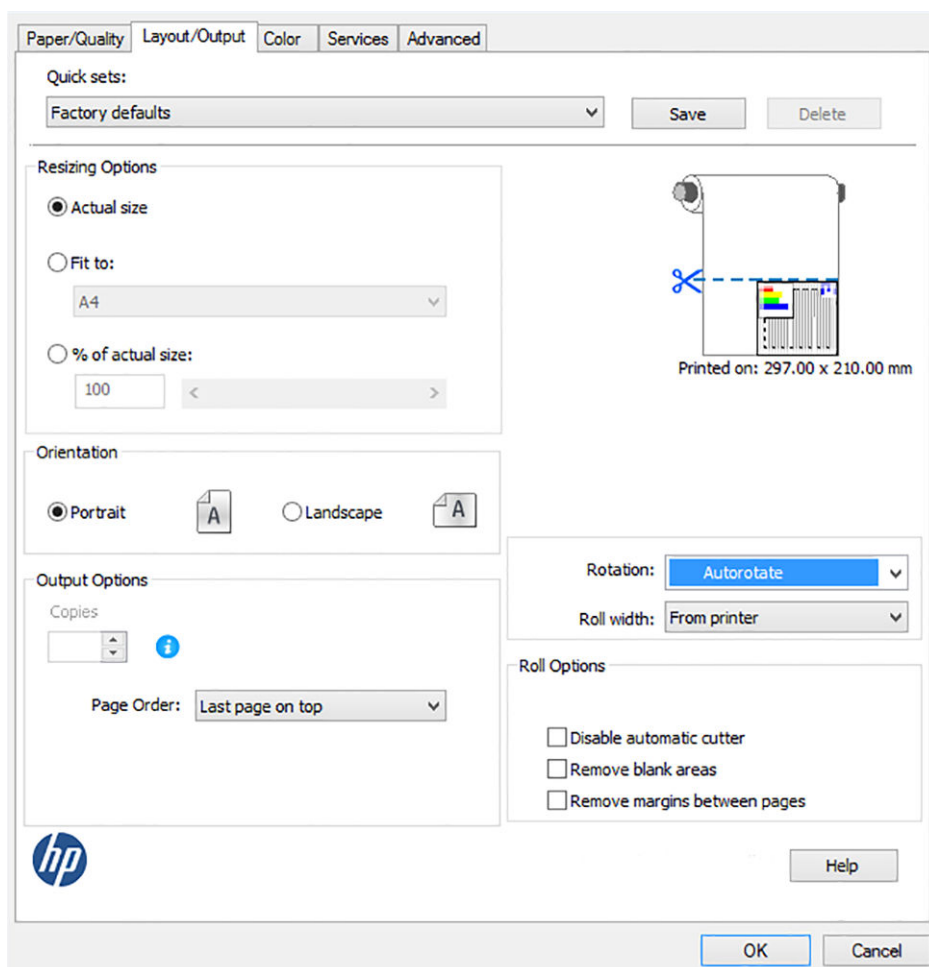 Paper/Quality Layout/Output Color Services Advanced
Quick sets:
Factory defaults Save Delete
Resizing Options
Actual size
Fit to:
A4
% of actual size:
100
Printed on: 297.00 x 210.00 mm
Orientation
Portrait A Landscape A
Rotation: Autorotate
Roll width: From printer
Output Options
Copies
i
Page Order: Last page on top
Roll Options
Disable automatic cutter
Remove blank areas
Remove margins between pages
hp
Help
OK Cancel